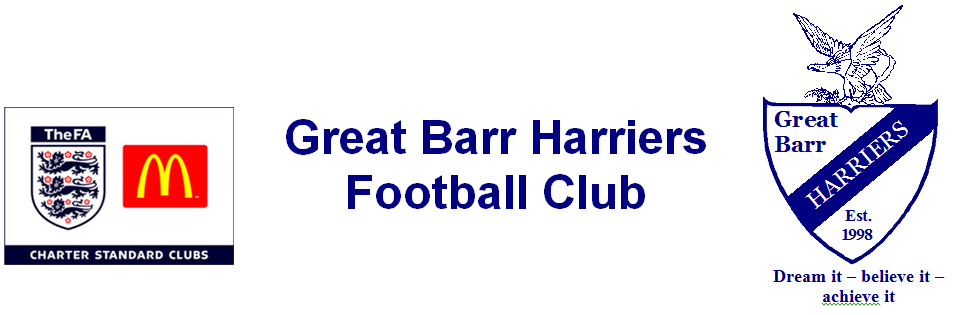 TheFA
CHARTER STANDARD CLUBS
Great Barr Harriers
Football Club
Great
Barr
HARRIERS
Est.
1998
Dream it – believe it –
achieve it